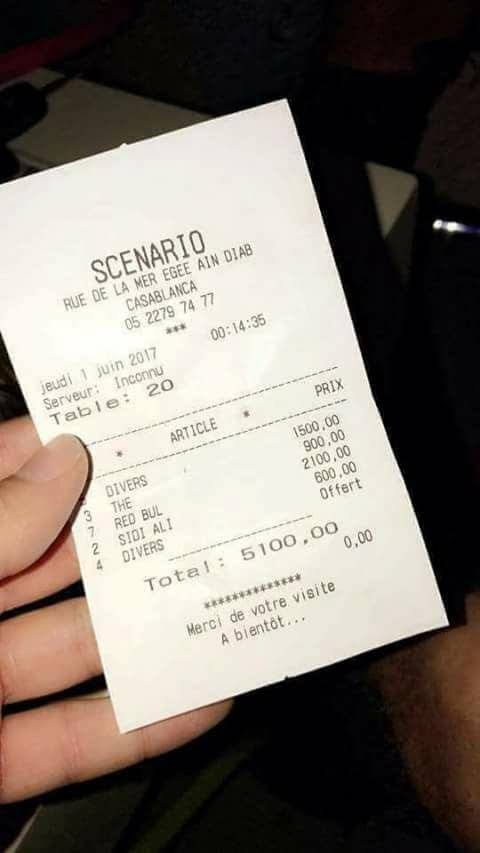 SCENARIO
RUE DE LA MER EGEE AIN DIAB
CASABLANCA
05 2279 74 77
***
00:14:35
jeudi 1 juin 2017
Serveur: Inconnu
Table: 20
* ARTICLE * PRIX
DIVERS 1500,00
3 THE 900,00
7 RED BUL 2100,00
2 SIDI ALI 600,00
4 DIVERS Offert
Total: 5100,00
0,00
**************
Merci de votre visite
A bientôt...